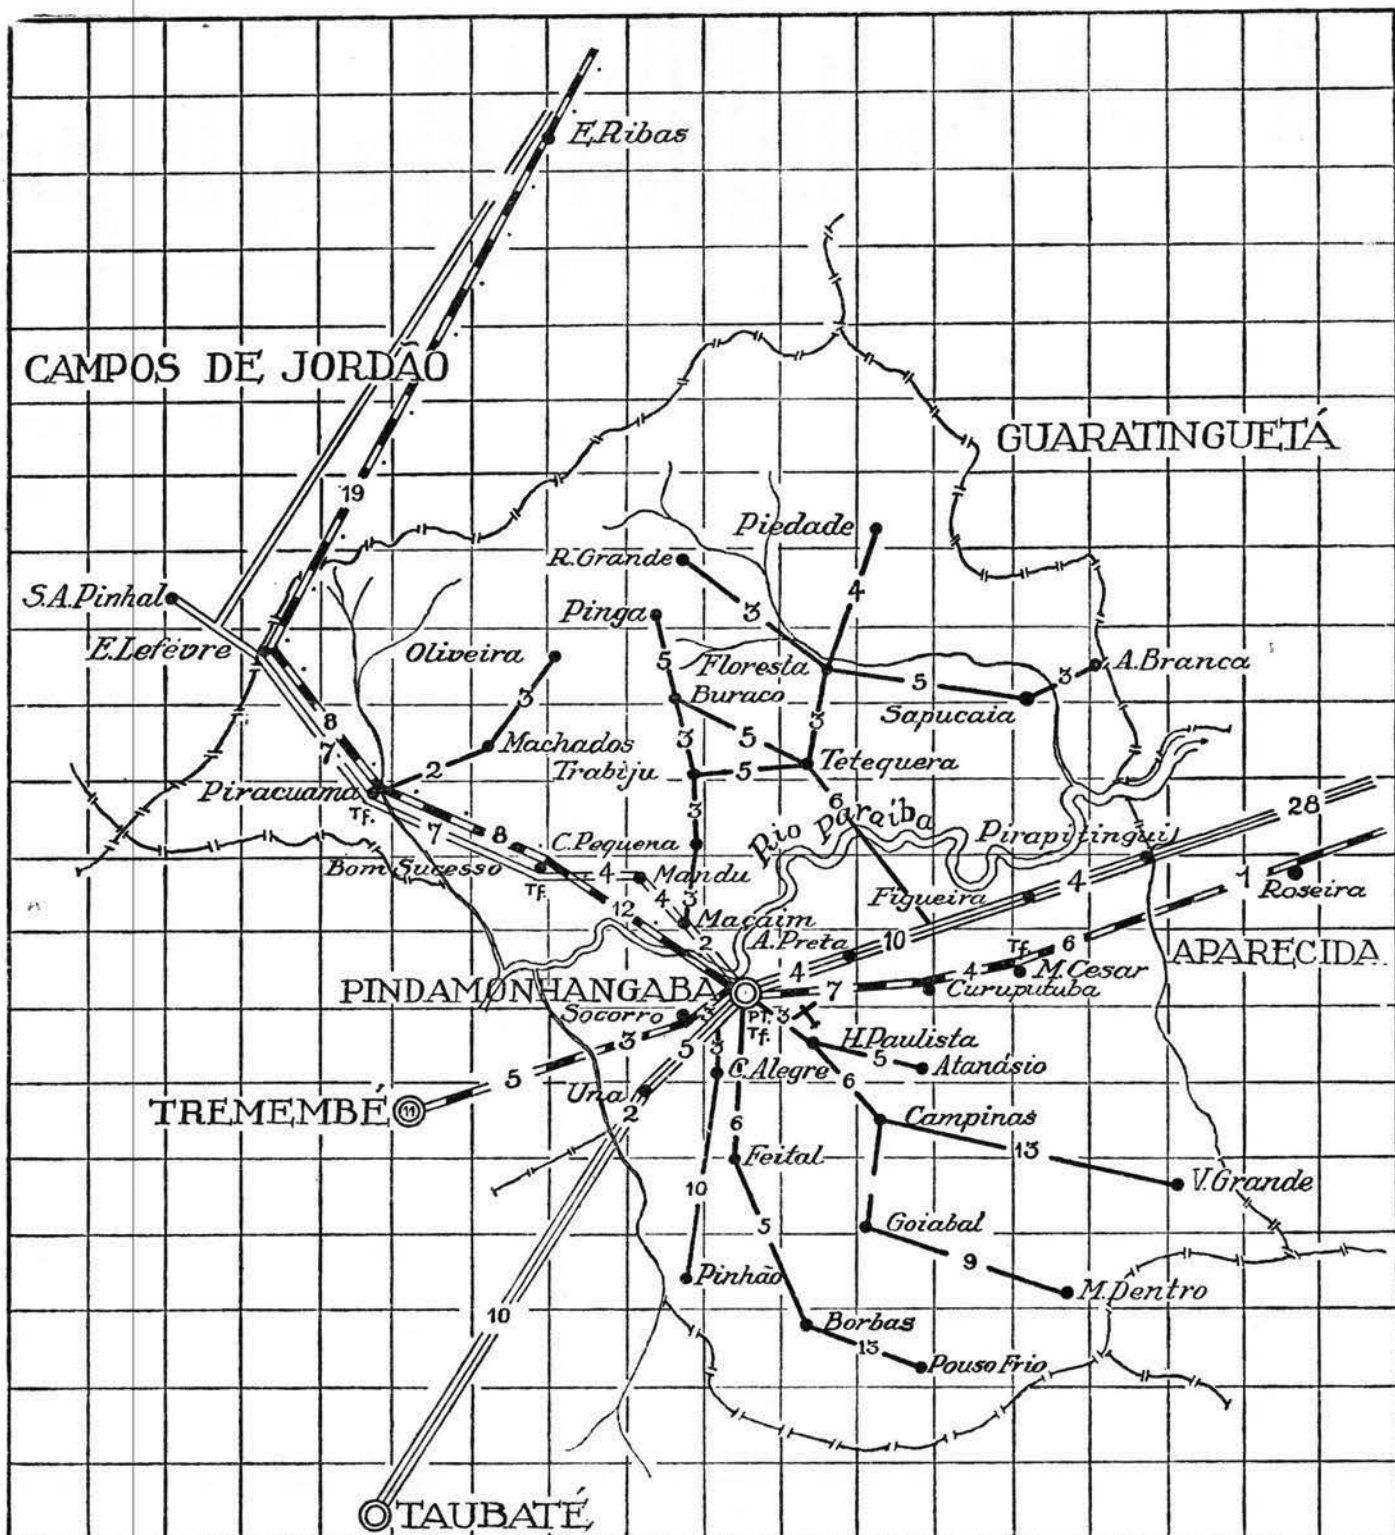 E.Ribas
CAMPOS DE JORDÃO
GUARATINGUETÁ
19
Piedade
R.Grande
4
S.A.Pinhal
Pinga
3
E.Lefévre
Oliveira
5
Floresta
A.Branca
3
Buraco
5
3
Sapucaia
8
3
5
3
7
Machados
2
Trabiju
5
Tetequera
Piracuama
Tf.
6
28
7
8
3
C.Pequena
Rio Paraiba
Pirapitingui
Bom Sucesso
Tf.
4
Mandu
4
Roseira
1
12
4
3
Figueira
Macaim
2
A.Preta
10
Tf.
6
APARECIDA.
4
M.Cesar
4
PINDAMONHANGABA
7
Curuputuba
Socorro
3
PT.
Tf.
3
H.Paulista
3
5
3
5
Atanásio
5
C.Alegre
6
TREMEMBÉ
11
Una
2
6
Campinas
13
Feital
V.Grande
10
5
Goiabal
9
Pinhão
M.Dentro
10
Borbas
13
Pouso Frio
TAUBATÉ